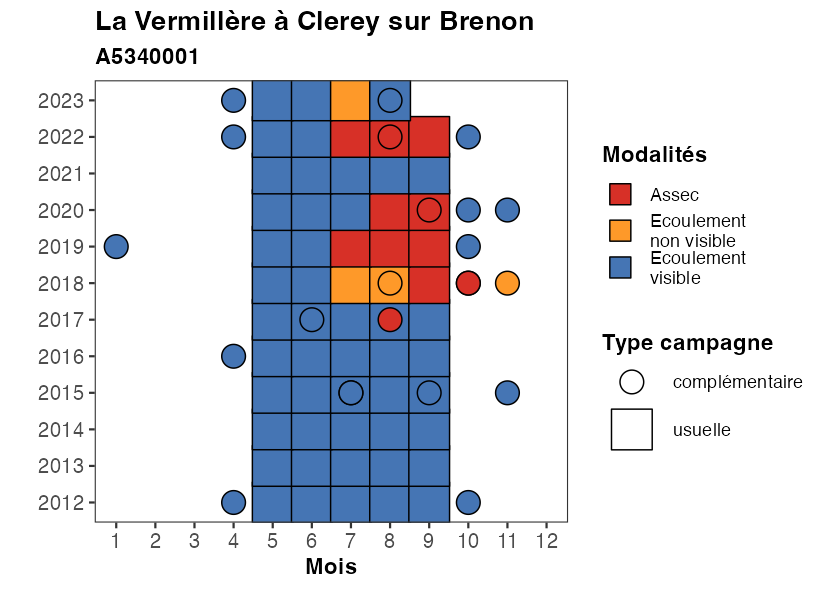 La Vermillère à Clerey sur Brenon
A5340001
2023
2022
2021
2020
2019
2018
2017
2016
2015
2014
2013
2012
1 2 3 4 5 6 7 8 9 10 11 12
Mois
Modalités
Assec
Ecoulement
non visible
Ecoulement
visible
Type campagne
complémentaire
usuelle